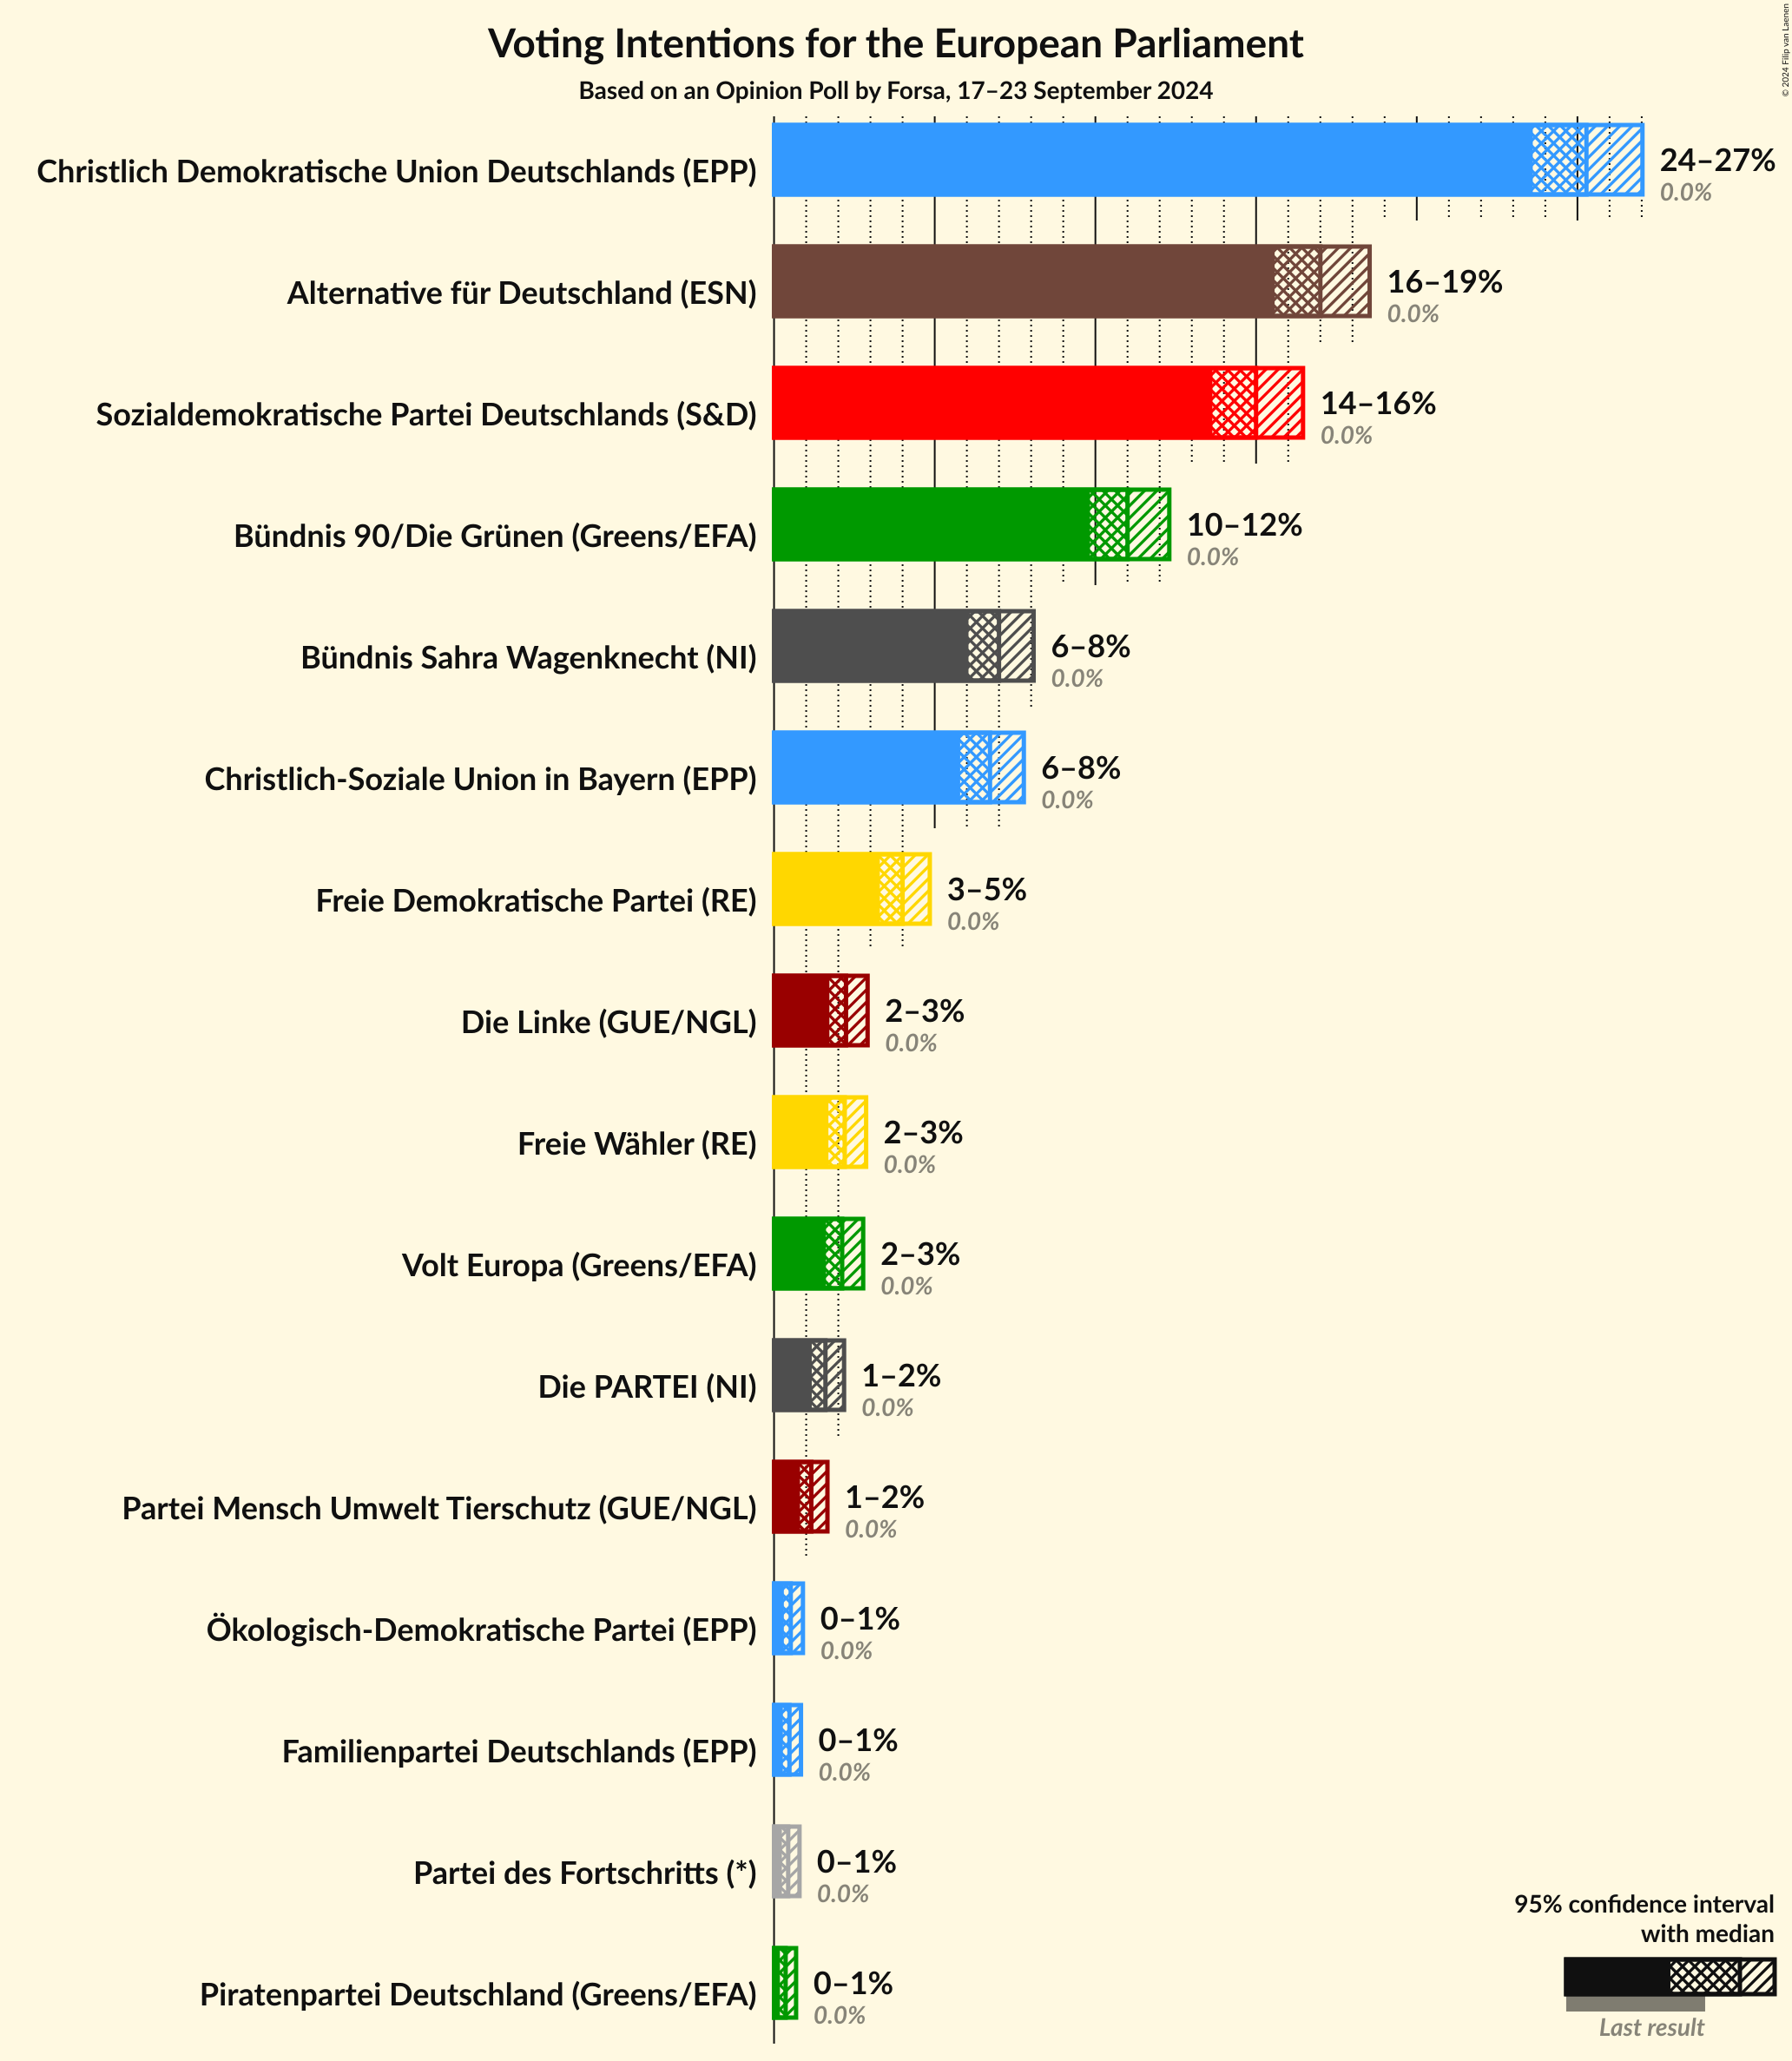 Voting Intentions for the European Parliament
Based on an Opinion Poll by Forsa, 17–23 September 2024
© 2024 Filip van Laenen
Christlich Demokratische Union Deutschlands (EPP)
24–27%
0.0%
Alternative für Deutschland (ESN)
16–19%
0.0%
Sozialdemokratische Partei Deutschlands (S&D)
14–16%
0.0%
Bündnis 90/Die Grünen (Greens/EFA)
10–12%
0.0%
Bündnis Sahra Wagenknecht (NI)
6–8%
0.0%
Christlich-Soziale Union in Bayern (EPP)
6–8%
0.0%
Freie Demokratische Partei (RE)
3–5%
0.0%
Die Linke (GUE/NGL)
2–3%
0.0%
Freie Wähler (RE)
2–3%
0.0%
Volt Europa (Greens/EFA)
2–3%
0.0%
Die PARTEI (NI)
1–2%
0.0%
Partei Mensch Umwelt Tierschutz (GUE/NGL)
1–2%
0.0%
Ökologisch-Demokratische Partei (EPP)
0–1%
0.0%
Familienpartei Deutschlands (EPP)
0–1%
0.0%
Partei des Fortschritts (*)
0–1%
0.0%
Piratenpartei Deutschland (Greens/EFA)
0–1%
0.0%
95% confidence interval
with median
Last result